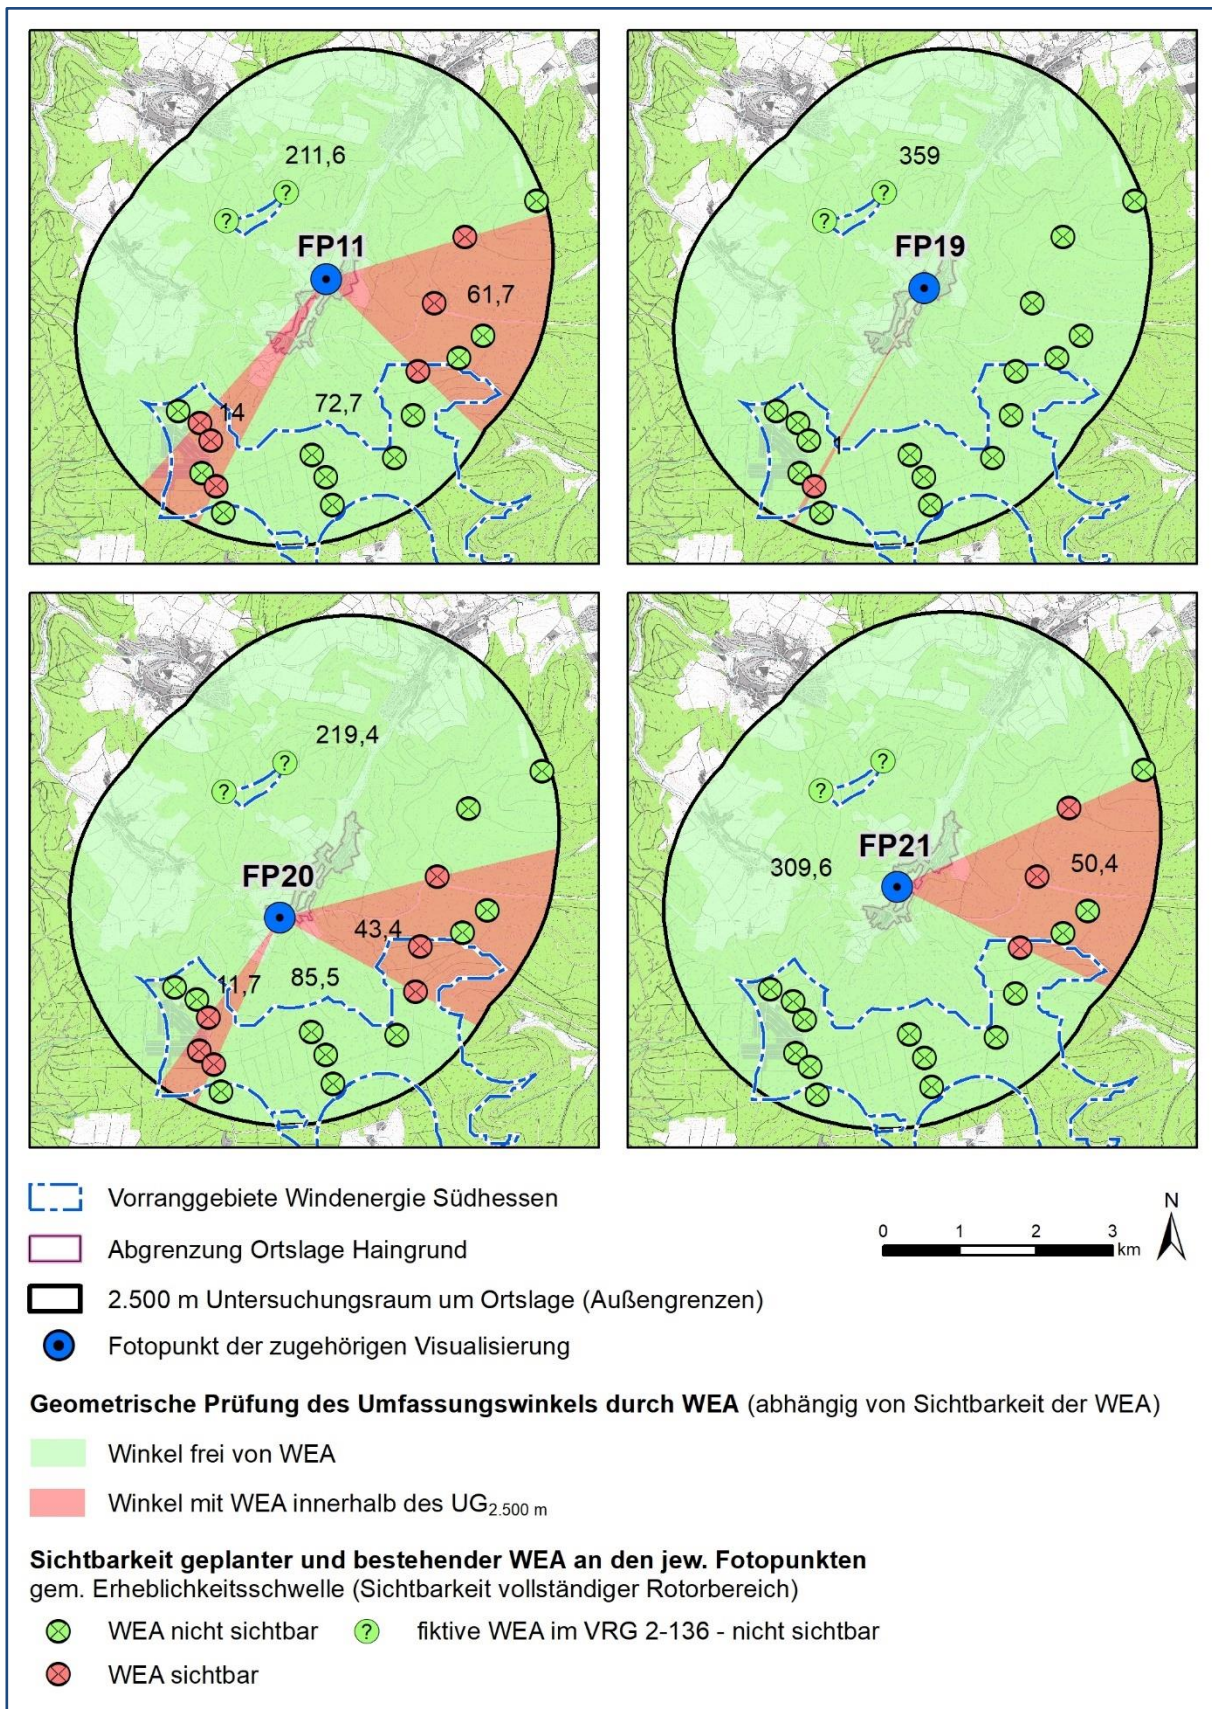 211,6
?
?
FP11
61,7
14
72,7
359
?
?
FP19
1
219,4
?
?
FP20
43,4
11,7
85,5
?
?
FP21
309,6
50,4
Vorranggebiete Windenergie Südhessen
Abgrenzung Ortslage Haingrund
2.500 m Untersuchungsraum um Ortslage (Außengrenzen)
Fotopunkt der zugehörigen Visualisierung
N
0 1 2 3
km
Geometrische Prüfung des Umfassungswinkels durch WEA (abhängig von Sichtbarkeit der WEA)
Winkel frei von WEA
Winkel mit WEA innerhalb des UG2.500 m
Sichtbarkeit geplanter und bestehender WEA an den jew. Fotopunkten
gem. Erheblichkeitsschwelle (Sichtbarkeit vollständiger Rotorbereich)
WEA nicht sichtbar ? fiktive WEA im VRG 2-136 - nicht sichtbar
WEA sichtbar